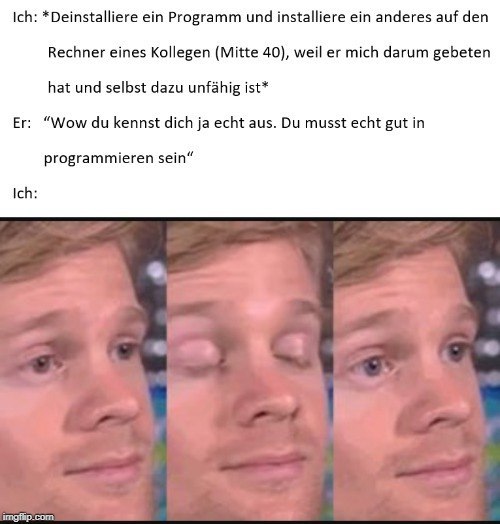 Ich: *Deinstalliere ein Programm und installiere ein anderes auf den
Rechner eines Kollegen (Mitte 40), weil er mich darum gebeten
hat und selbst dazu unfähig ist*
Er: “Wow du kennst dich ja echt aus. Du musst echt gut in
programmieren sein“
Ich:
imgflip.com